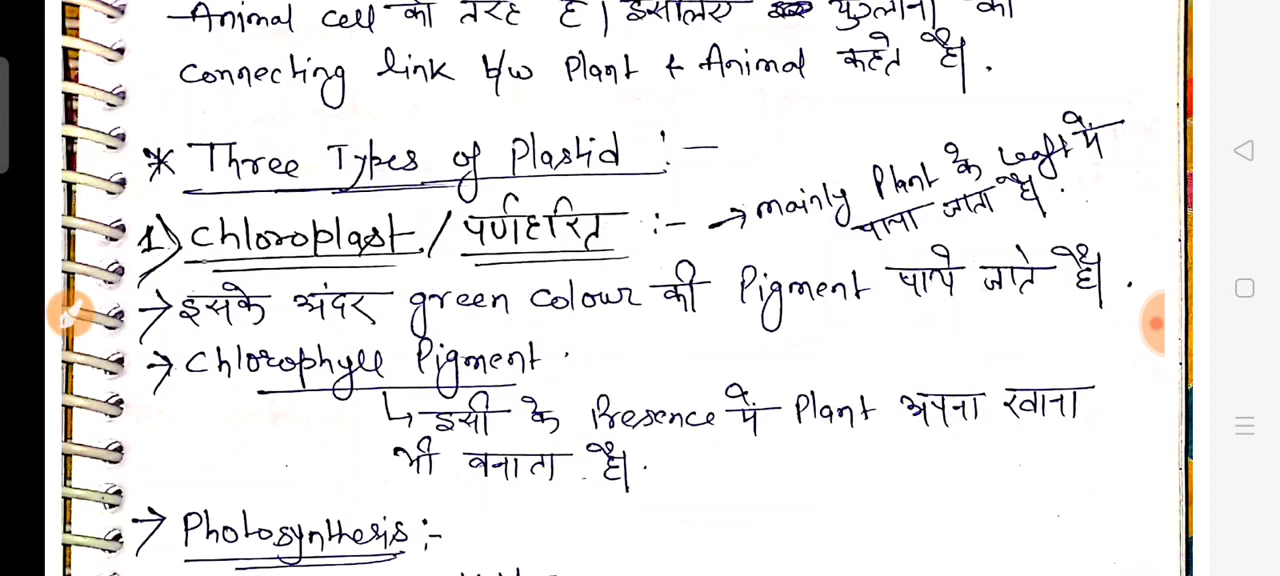 Animal cell की तरह है। इसीलिए युग्लीना को
connecting link b/w Plant & Animal कहते हैं।
* Three Types of Plastid :-
1) Chloroplast / पर्णहरित :- → mainly Plant के Leaf में
पाया जाता है।
→ इसके अंदर green colour की Pigment पाये जाते हैं।
→ Chlorophyll Pigment.
↳ इसी के Presence में Plant अपना खाना
भी बनाता है।
→ Photosynthesis :-